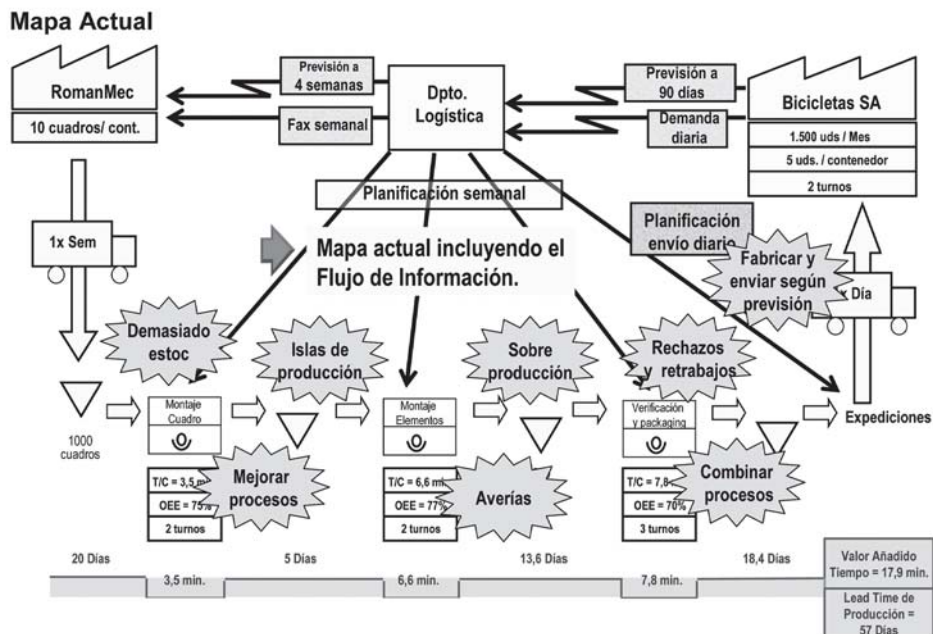 Mapa Actual
RomanMec
10 cuadros/ cont.
Previsión a
4 semanas
Fax semanal
Dpto.
Logística
Previsión a
90 días
Demanda
diaria
Bicicletas SA
1.500 uds / Mes
5 uds. / contenedor
2 turnos
Planificación semanal
1x Sem
Mapa actual incluyendo el
Flujo de Información.
Planificación
envío diario
Fabricar y
enviar según
previsión
Día
Demasiado
estoc
Islas de
producción
Sobre
producción
Rechazos
y retrabajos
1000
cuadros
Montaje
Cuadro
Montaje
Elementos
Verificación
y packaging
Expediciones
T/C = 3,5 m
OEE = 75%
2 turnos
Mejorar
procesos
T/C = 6,6 mi
OEE = 77%
2 turnos
Averías
T/C = 7,8
OEE = 70%
3 turnos
Combinar
procesos
20 Días
3,5 min.
5 Días
6,6 min.
13,6 Días
7,8 min.
18,4 Días
Valor Añadido
Tiempo = 17,9 min.
Lead Time de
Producción =
57 Días